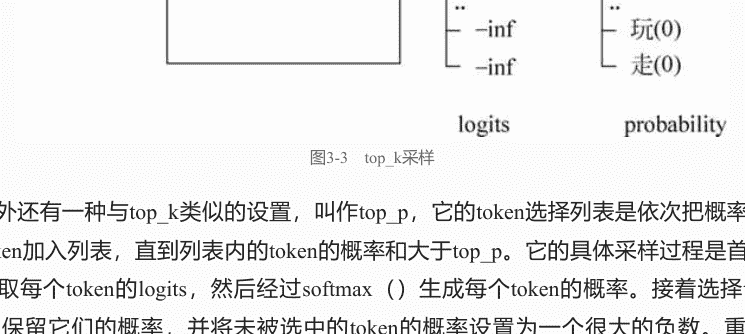 –inf
玩(0)
–inf
走(0)
logits
probability
图3-3 top_k采样
外还有一种与top_k类似的设置，叫作top_p，它的token选择列表是依次把概率
ken加入列表，直到列表内的token的概率和大于top_p。它的具体采样过程是首
取每个token的logits，然后经过softmax（）生成每个token的概率。接着选择
保留它们的概率，并将未被选中的token的概率设置为一个很大的负数。重